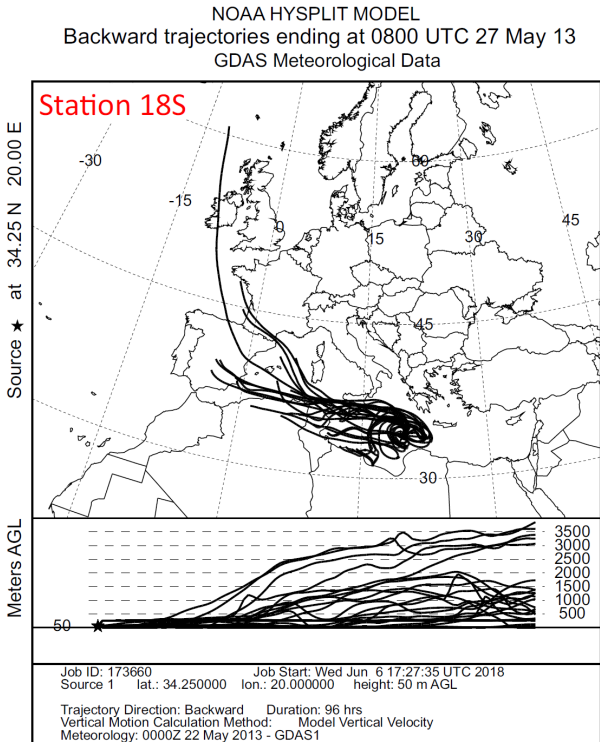 NOAA HYSPLIT MODEL
Backward trajectories ending at 0800 UTC 27 May 13
GDAS Meteorological Data
Station 18S
Source ★ at 34.25 N 20.00 E
-30
-15
0
15
30
45
60
45
30
Meters AGL
50
3500
3000
2500
2000
1500
1000
500
Job ID: 173660 Job Start: Wed Jun 6 17:27:35 UTC 2018
Source 1 lat.: 34.250000 lon.: 20.000000 height: 50 m AGL
Trajectory Direction: Backward Duration: 96 hrs
Vertical Motion Calculation Method: Model Vertical Velocity
Meteorology: 0000Z 22 May 2013 - GDAS1